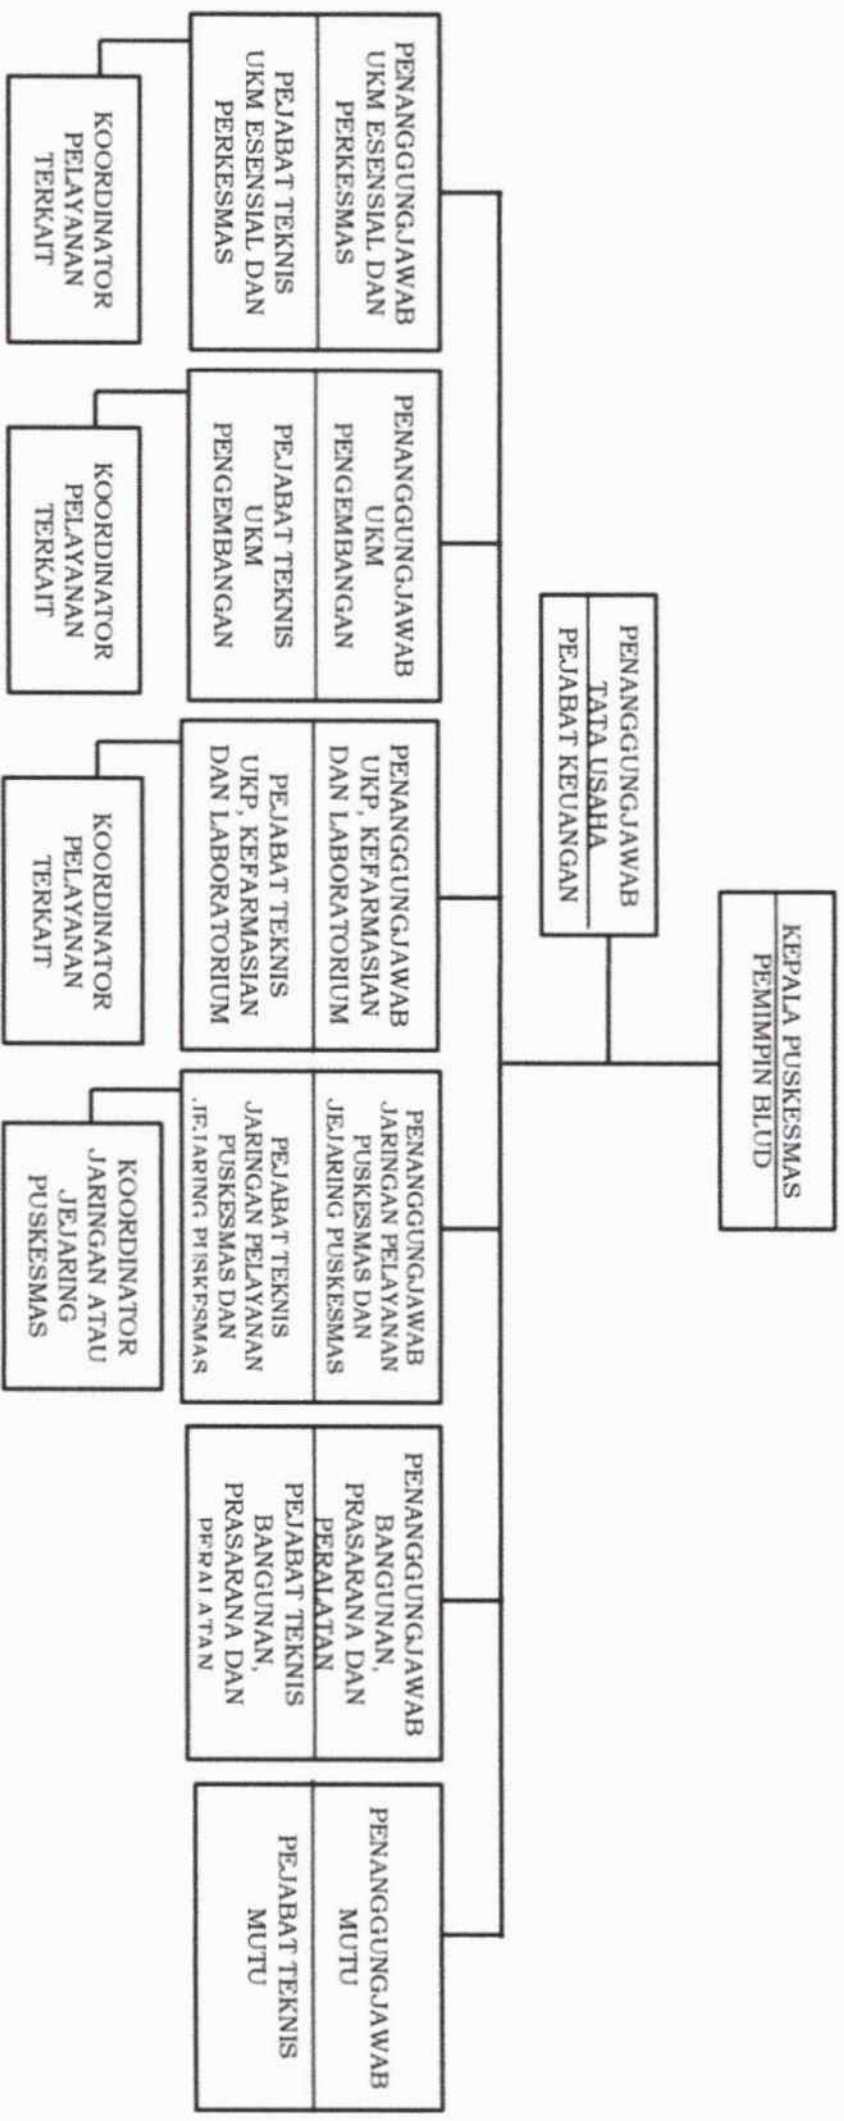 KEPALA PUSKESMAS
PEMIMPIN BLUD
PENANGGUNGJAWAB
TATA USAHA
PEJABAT KEUANGAN
PENANGGUNGJAWAB
UKM ESENSIAL DAN
PERKESMAS
PEJABAT TEKNIS
UKM ESENSIAL DAN
PERKESMAS
KOORDINATOR
PELAYANAN
TERKAIT
PENANGGUNGJAWAB
UKM
PENGEMBANGAN
PEJABAT TEKNIS
UKM
PENGEMBANGAN
KOORDINATOR
PELAYANAN
TERKAIT
PENANGGUNGJAWAB
UKP, KEFARMASIAN
DAN LABORATORIUM
PEJABAT TEKNIS
UKP, KEFARMASIAN
DAN LABORATORIUM
KOORDINATOR
PELAYANAN
TERKAIT
PENANGGUNGJAWAB
JARINGAN PELAYANAN
PUSKESMAS DAN
JEJARING PUSKESMAS
PEJABAT TEKNIS
JARINGAN PELAYANAN
PUSKESMAS DAN
JEJARING PUSKESMAS
KOORDINATOR
JARINGAN ATAU
JEJARING
PUSKESMAS
PENANGGUNGJAWAB
BANGUNAN,
PRASARANA DAN
PERALATAN
PEJABAT TEKNIS
BANGUNAN,
PRASARANA DAN
PERALATAN
PENANGGUNGJAWAB
MUTU
PEJABAT TEKNIS
MUTU